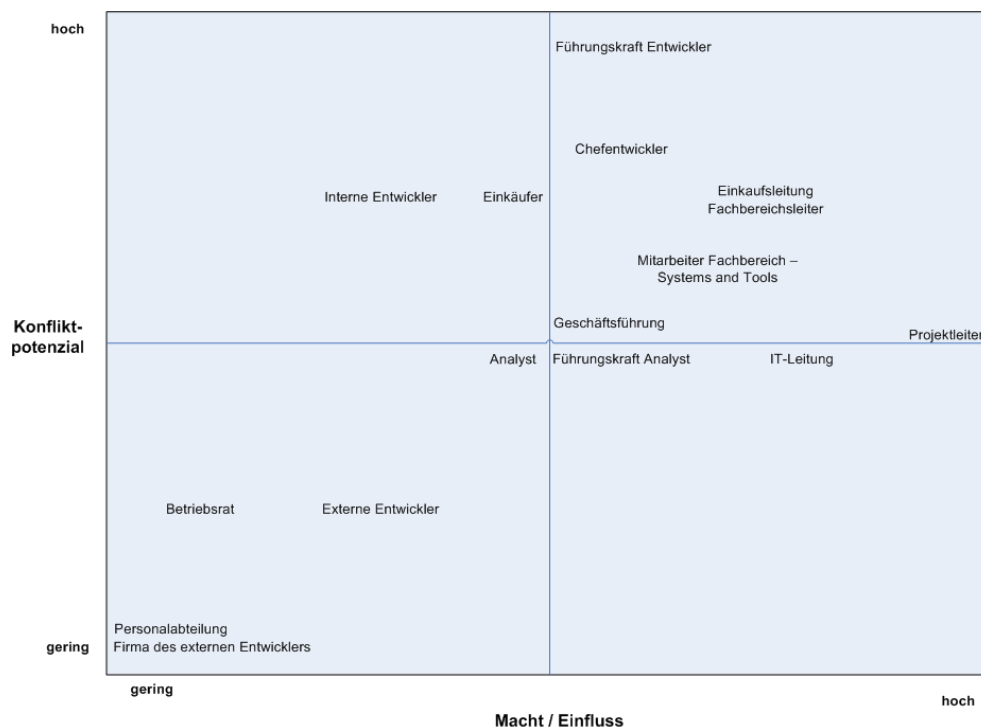 hoch
Führungskraft Entwickler
Chefentwickler
Interne Entwickler
Einkäufer
Einkaufsleitung
Fachbereichsleiter
Mitarbeiter Fachbereich –
Systems and Tools
Geschäftsführung
Konflikt-
potenzial
Projektleiter
Analyst
Führungskraft Analyst
IT-Leitung
Betriebsrat
Externe Entwickler
Personalabteilung
Firma des externen Entwicklers
gering
gering
hoch
Macht / Einfluss